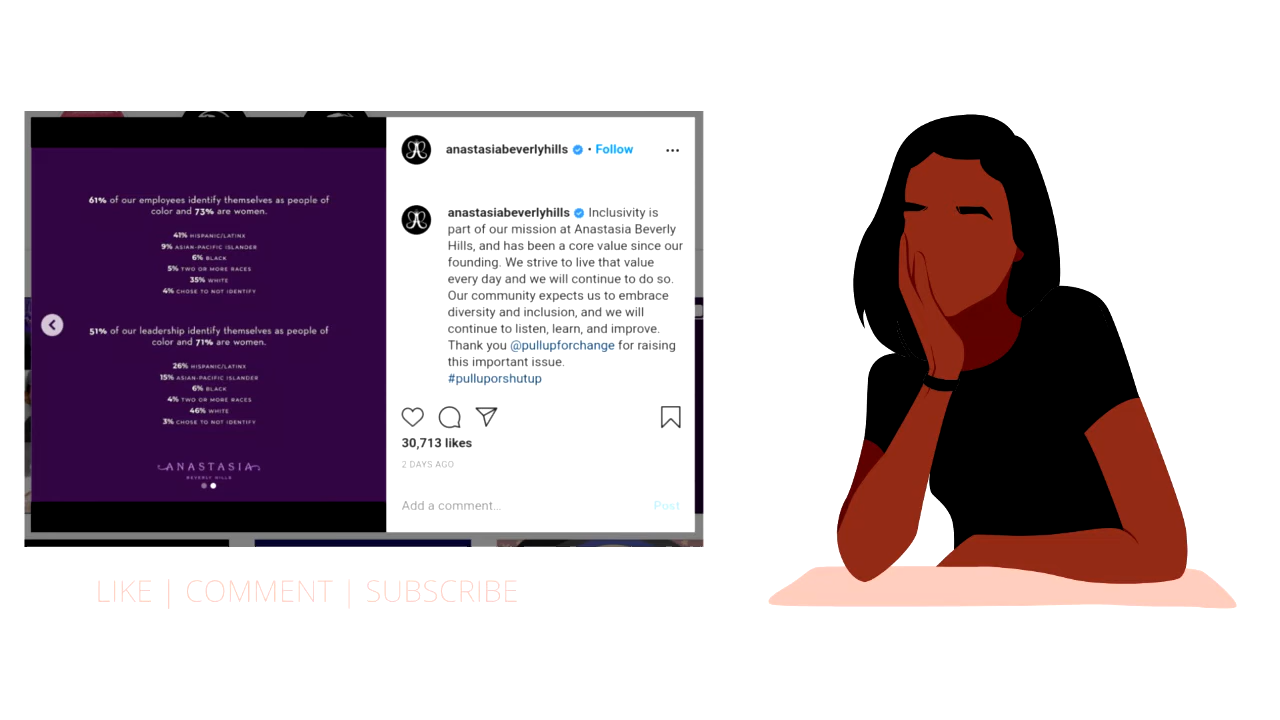 61% of our employees identify themselves as people of
color and 73% are women.
41% HISPANIC/LATINX
9% ASIAN-PACIFIC ISLANDER
6% BLACK
5% TWO OR MORE RACES
35% WHITE
4% CHOSE TO NOT IDENTIFY
51% of our leadership identify themselves as people of
color and 71% are women.
26% HISPANIC/LATINX
15% ASIAN-PACIFIC ISLANDER
6% BLACK
4% TWO OR MORE RACES
46% WHITE
3% CHOSE TO NOT IDENTIFY
ANASTASIA
BEVERLY HILLS
anastasiabeverlyhills • Follow
anastasiabeverlyhills Inclusivity is
part of our mission at Anastasia Beverly
Hills, and has been a core value since our
founding. We strive to live that value
every day and we will continue to do so.
Our community expects us to embrace
diversity and inclusion, and we will
continue to listen, learn, and improve.
Thank you @pullupforchange for raising
this important issue.
#pulluporshutup
30,713 likes
2 DAYS AGO
Add a comment... Post
LIKE | COMMENT | SUBSCRIBE